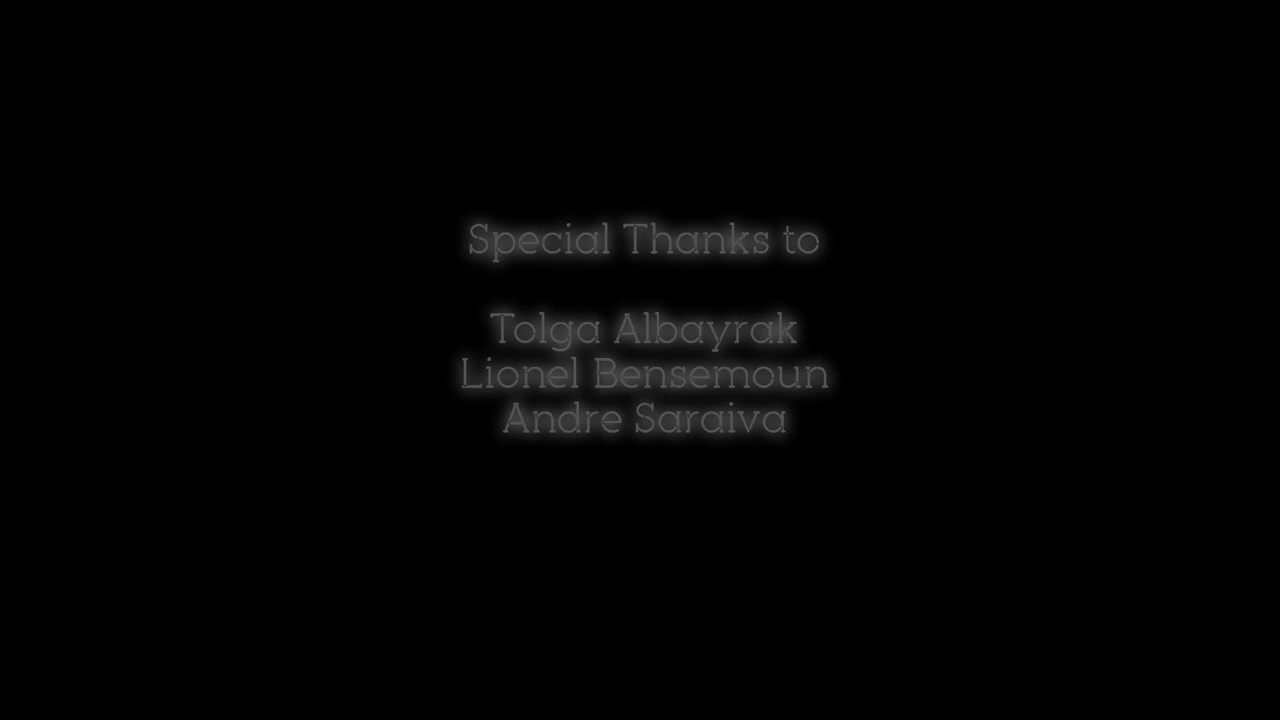 Special Thanks to
Tolga Albayrak
Lionel Bensemoun
Andre Saraiva